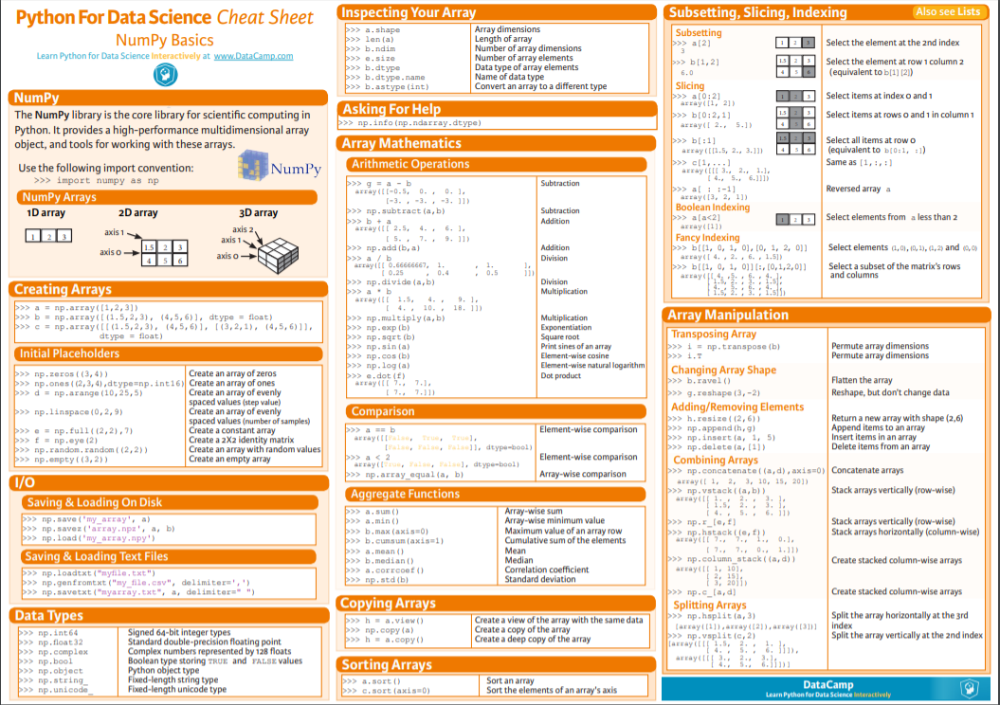 Python For Data Science Cheat Sheet
NumPy Basics
Learn Python for Data Science Interactively at www.DataCamp.com
NumPy
The NumPy library is the core library for scientific computing in
Python. It provides a high-performance multidimensional array
object, and tools for working with these arrays.
Use the following import convention:
>>> import numpy as np
NumPy
NumPy Arrays
1D array
2D array
3D array
1 2 3
axis 1
axis 0
1.5 2 3
4 5 6
axis 2
axis 1
axis 0
Creating Arrays
>>> a = np.array([1,2,3])
>>> b = np.array([(1.5,2,3), (4,5,6)], dtype = float)
>>> c = np.array([[(1.5,2,3), (4,5,6)], [(3,2,1), (4,5,6)]],
dtype = float)
Initial Placeholders
>>> np.zeros((3,4)) Create an array of zeros
>>> np.ones((2,3,4),dtype=np.int16) Create an array of ones
>>> d = np.arange(10,25,5) Create an array of evenly
spaced values (step value)
>>> np.linspace(0,2,9) Create an array of evenly
spaced values (number of samples)
>>> e = np.full((2,2),7) Create a constant array
>>> f = np.eye(2) Create a 2X2 identity matrix
>>> np.random.random((2,2)) Create an array with random values
>>> np.empty((3,2)) Create an empty array
I/O
Saving & Loading On Disk
>>> np.save('my_array', a)
>>> np.savez('array.npz', a, b)
>>> np.load('my_array.npy')
Saving & Loading Text Files
>>> np.loadtxt("myfile.txt")
>>> np.genfromtxt("my_file.csv", delimiter=',')
>>> np.savetxt("myarray.txt", a, delimiter=" ")
Data Types
>>> np.int64 Signed 64-bit integer types
>>> np.float32 Standard double-precision floating point
>>> np.complex Complex numbers represented by 128 floats
>>> np.bool Boolean type storing TRUE and FALSE values
>>> np.object Python object type
>>> np.string_ Fixed-length string type
>>> np.unicode_ Fixed-length unicode type
Inspecting Your Array
>>> a.shape Array dimensions
>>> len(a) Length of array
>>> b.ndim Number of array dimensions
>>> e.size Number of array elements
>>> b.dtype Data type of array elements
>>> b.dtype.name Name of data type
>>> b.astype(int) Convert an array to a different type
Asking For Help
>>> np.info(np.ndarray.dtype)
Array Mathematics
Arithmetic Operations
>>> g = a - b Subtraction
array([[-0.5, 0. , 0. ],
[-3. , -3. , -3. ]])
>>> np.subtract(a,b) Subtraction
>>> b + a Addition
array([[ 2.5, 4. , 6. ],
[ 5. , 7. , 9. ]])
>>> np.add(b,a) Addition
>>> a / b Division
array([[ 0.66666667, 1. , 1. ],
[ 0.25 , 0.4 , 0.5 ]])
>>> np.divide(a,b) Division
>>> a * b Multiplication
array([[ 1.5, 4. , 9. ],
[ 4. , 10. , 18. ]])
>>> np.multiply(a,b) Multiplication
>>> np.exp(b) Exponentiation
>>> np.sqrt(b) Square root
>>> np.sin(a) Print sines of an array
>>> np.cos(b) Element-wise cosine
>>> np.log(a) Element-wise natural logarithm
>>> e.dot(f) Dot product
array([[ 7., 7.],
[ 7., 7.]])
Comparison
>>> a == b Element-wise comparison
array([[False, True, True],
[False, False, False]], dtype=bool)
>>> a < 2 Element-wise comparison
array([True, False, False], dtype=bool)
>>> np.array_equal(a, b) Array-wise comparison
Aggregate Functions
>>> a.sum() Array-wise sum
>>> a.min() Array-wise minimum value
>>> b.max(axis=0) Maximum value of an array row
>>> b.cumsum(axis=1) Cumulative sum of the elements
>>> a.mean() Mean
>>> b.median() Median
>>> a.corrcoef() Correlation coefficient
>>> np.std(b) Standard deviation
Copying Arrays
>>> h = a.view() Create a view of the array with the same data
>>> np.copy(a) Create a copy of the array
>>> h = a.copy() Create a deep copy of the array
Sorting Arrays
>>> a.sort() Sort an array
>>> c.sort(axis=0) Sort the elements of an array's axis
Subsetting, Slicing, Indexing
Also see Lists
Subsetting
>>> a[2] 1 2 3 Select the element at the 2nd index
3
>>> b[1,2] 1.5 2 3 Select the element at row 1 column 2
6.0 4 5 6 (equivalent to b[1][2])
Slicing
>>> a[0:2] 1 2 3 Select items at index 0 and 1
array([1, 2])
>>> b[0:2,1] 1.5 2 3 Select items at rows 0 and 1 in column 1
array([ 2., 5.]) 4 5 6
>>> b[:1] 1.5 2 3 Select all items at row 0
array([[1.5, 2., 3.]]) 4 5 6 (equivalent to b[0:1, :])
>>> c[1,...] Same as [1,:,:]
array([[[ 3., 2., 1.],
[ 4., 5., 6.]]])
>>> a[ : :-1] Reversed array a
array([3, 2, 1])
Boolean Indexing
>>> a[a<2] 1 2 3 Select elements from a less than 2
array([1])
Fancy Indexing
>>> b[[1, 0, 1, 0],[0, 1, 2, 0]] Select elements (1,0),(0,1),(1,2) and (0,0)
array([ 4. , 2. , 6. , 1.5])
>>> b[[1, 0, 1, 0]][:,[0,1,2,0]] Select a subset of the matrix's rows
and columns
array([[ 4. ,5. , 6. , 4. ],
[ 1.5, 2. , 3. , 1.5],
[ 4. , 5. , 6. , 4. ],
[ 1.5, 2. , 3. , 1.5]])
Array Manipulation
Transposing Array
>>> i = np.transpose(b) Permute array dimensions
>>> i.T Permute array dimensions
Changing Array Shape
>>> b.ravel() Flatten the array
>>> g.reshape(3,-2) Reshape, but don't change data
Adding/Removing Elements
>>> h.resize((2,6)) Return a new array with shape (2,6)
>>> np.append(h,g) Append items to an array
>>> np.insert(a, 1, 5) Insert items in an array
>>> np.delete(a,[1]) Delete items from an array
Combining Arrays
>>> np.concatenate((a,d),axis=0) Concatenate arrays
array([ 1, 2, 3, 10, 15, 20])
>>> np.vstack((a,b)) Stack arrays vertically (row-wise)
array([[ 1. , 2. , 3. ],
[ 1.5, 2. , 3. ],
[ 4. , 5. , 6. ]])
>>> np.r_[e,f] Stack arrays vertically (row-wise)
>>> np.hstack((e,f)) Stack arrays horizontally (column-wise)
array([[ 7., 7., 1., 0.],
[ 7., 7., 0., 1.]])
>>> np.column_stack((a,d)) Create stacked column-wise arrays
array([[ 1, 10],
[ 2, 15],
[ 3, 20]])
>>> np.c_[a,d] Create stacked column-wise arrays
Splitting Arrays
>>> np.hsplit(a,3) Split the array horizontally at the 3rd
index
[array([1]),array([2]),array([3])]
>>> np.vsplit(c,2) Split the array vertically at the 2nd index
[array([[[ 1.5, 2. , 1. ],
[ 4. , 5. , 6. ]]]),
array([[[ 3., 2., 3.],
[ 4., 5., 6.]]])]
DataCamp
Learn Python for Data Science Interactively